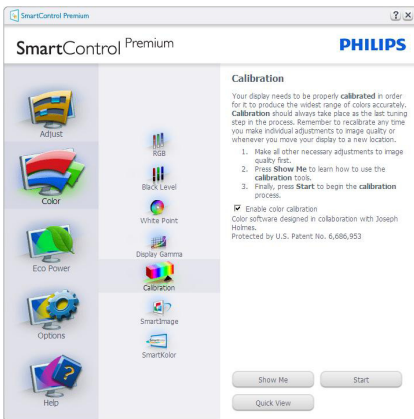 SmartControl Premium
SmartControl Premium
PHILIPS
Adjust
Color
Eco Power
Options
Help
RGB
Black Level
White Point
Display Gamma
Calibration
SmartImage
SmartKolor
Calibration
Your display needs to be properly calibrated in order
for it to produce the widest range of colors accurately.
Calibration should always take place as the last tuning
step in the process. Remember to recalibrate any time
you make individual adjustments to image quality or
whenever you move your display to a new location.
1. Make all other necessary adjustments to image
quality first.
2. Press Show Me to learn how to use the
calibration tools.
3. Finally, press Start to begin the calibration
process.
Enable color calibration
Color software designed in collaboration with Joseph
Holmes.
Protected by U.S. Patent No. 6,686,953
Show Me
Start
Quick View